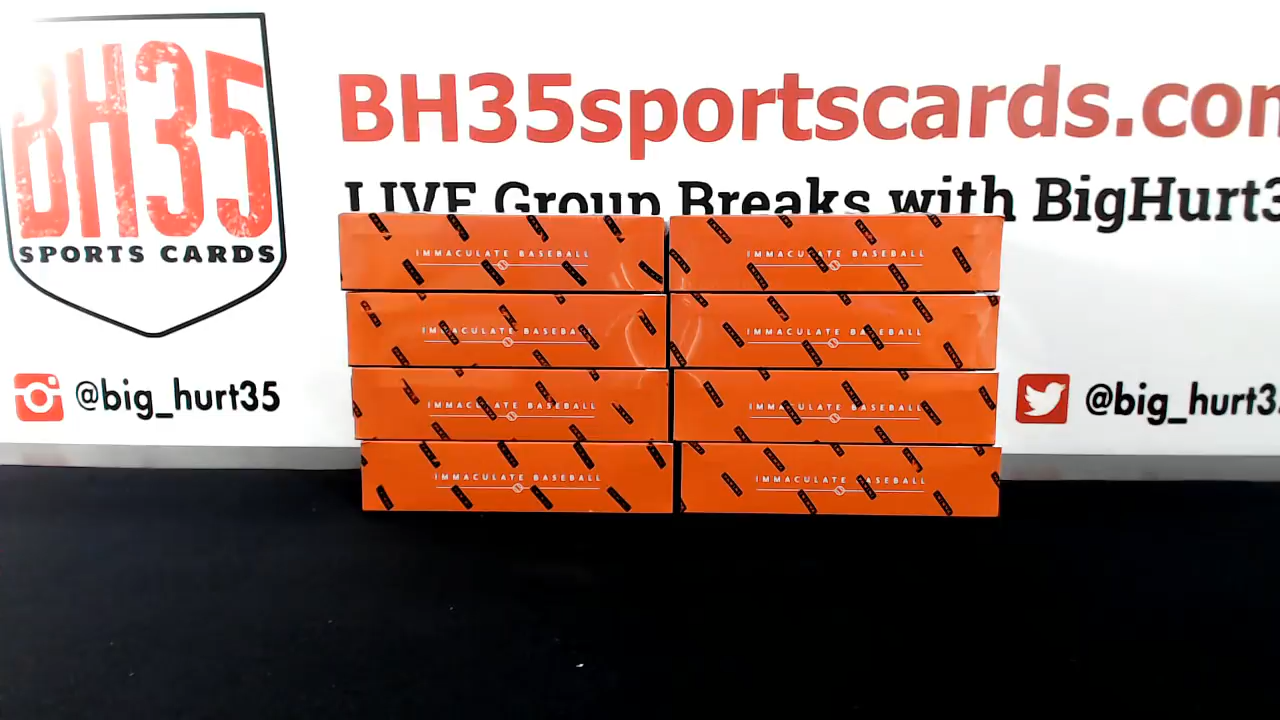 BH35
SPORTS CARDS
BH35sportscards.com
LIVE Group Breaks with BigHurt3
@big_hurt35
@big_hurt3
IMMACULATE BASEBALL
IMMACULATE BASEBALL
IMMACULATE BASEBALL
IMMACULATE BASEBALL
IMMACULATE BASEBALL
IMMACULATE BASEBALL
IMMACULATE BASEBALL
IMMACULATE BASEBALL